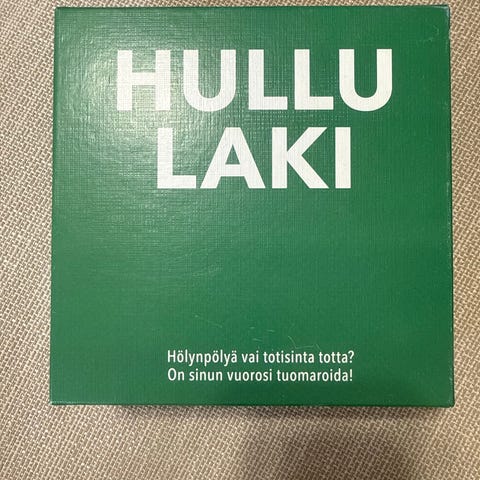 HULLU
LAKI
Hölynpölyä vai totisinta totta?
On sinun vuorosi tuomaroida!